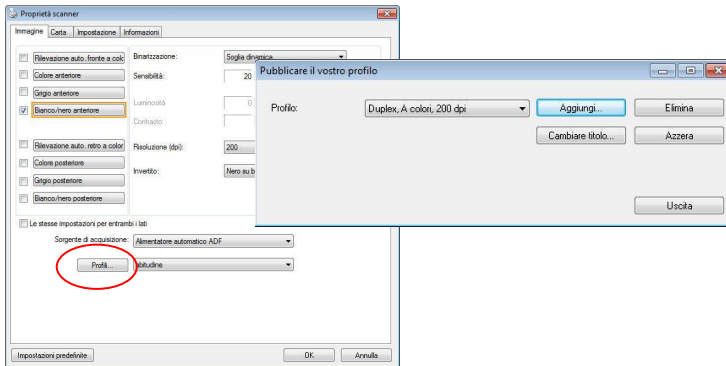 Proprietà scanner
Immagine Carta Impostazione Informazioni
Rilevazione auto. fronte a colo
Binarizzazione: Soglia dinamica
Colore anteriore
Sensibilità: 20
Grigio anteriore
Luminosità 0
Bianco/nero anteriore
Contrasto:
Rilevazione auto. retro a color
Risoluzione (dpi): 200
Colore posteriore
Invertito: Nero su b
Grigio posteriore
Bianco/nero posteriore
Le stesse impostazioni per entrambi i lati
Sorgente di acquisizione: Alimentatore automatico ADF
Profili... abitudine
Impostazioni predefinite OK Annulla
Pubblicare il vostro profilo
Profilo: Duplex, A colori, 200 dpi Aggiungi... Elimina
Cambiare titolo... Azzera
Uscita